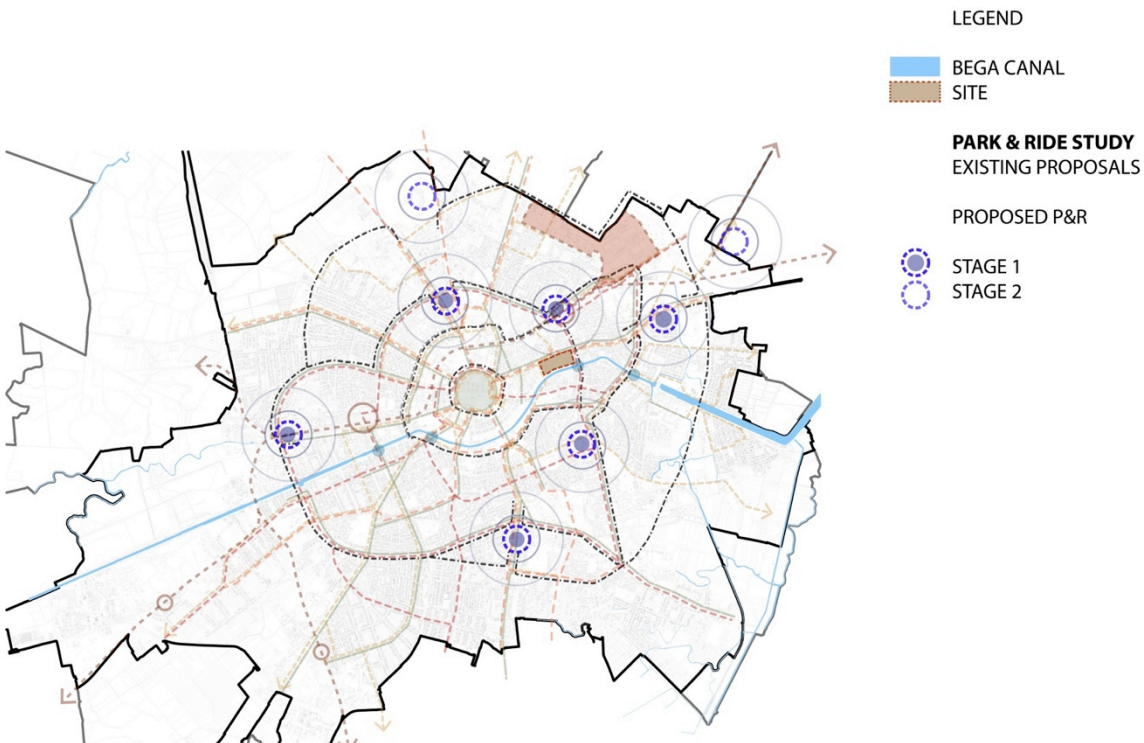 LEGEND
BEGA CANAL
SITE
PARK & RIDE STUDY
EXISTING PROPOSALS
PROPOSED P&R
STAGE 1
STAGE 2